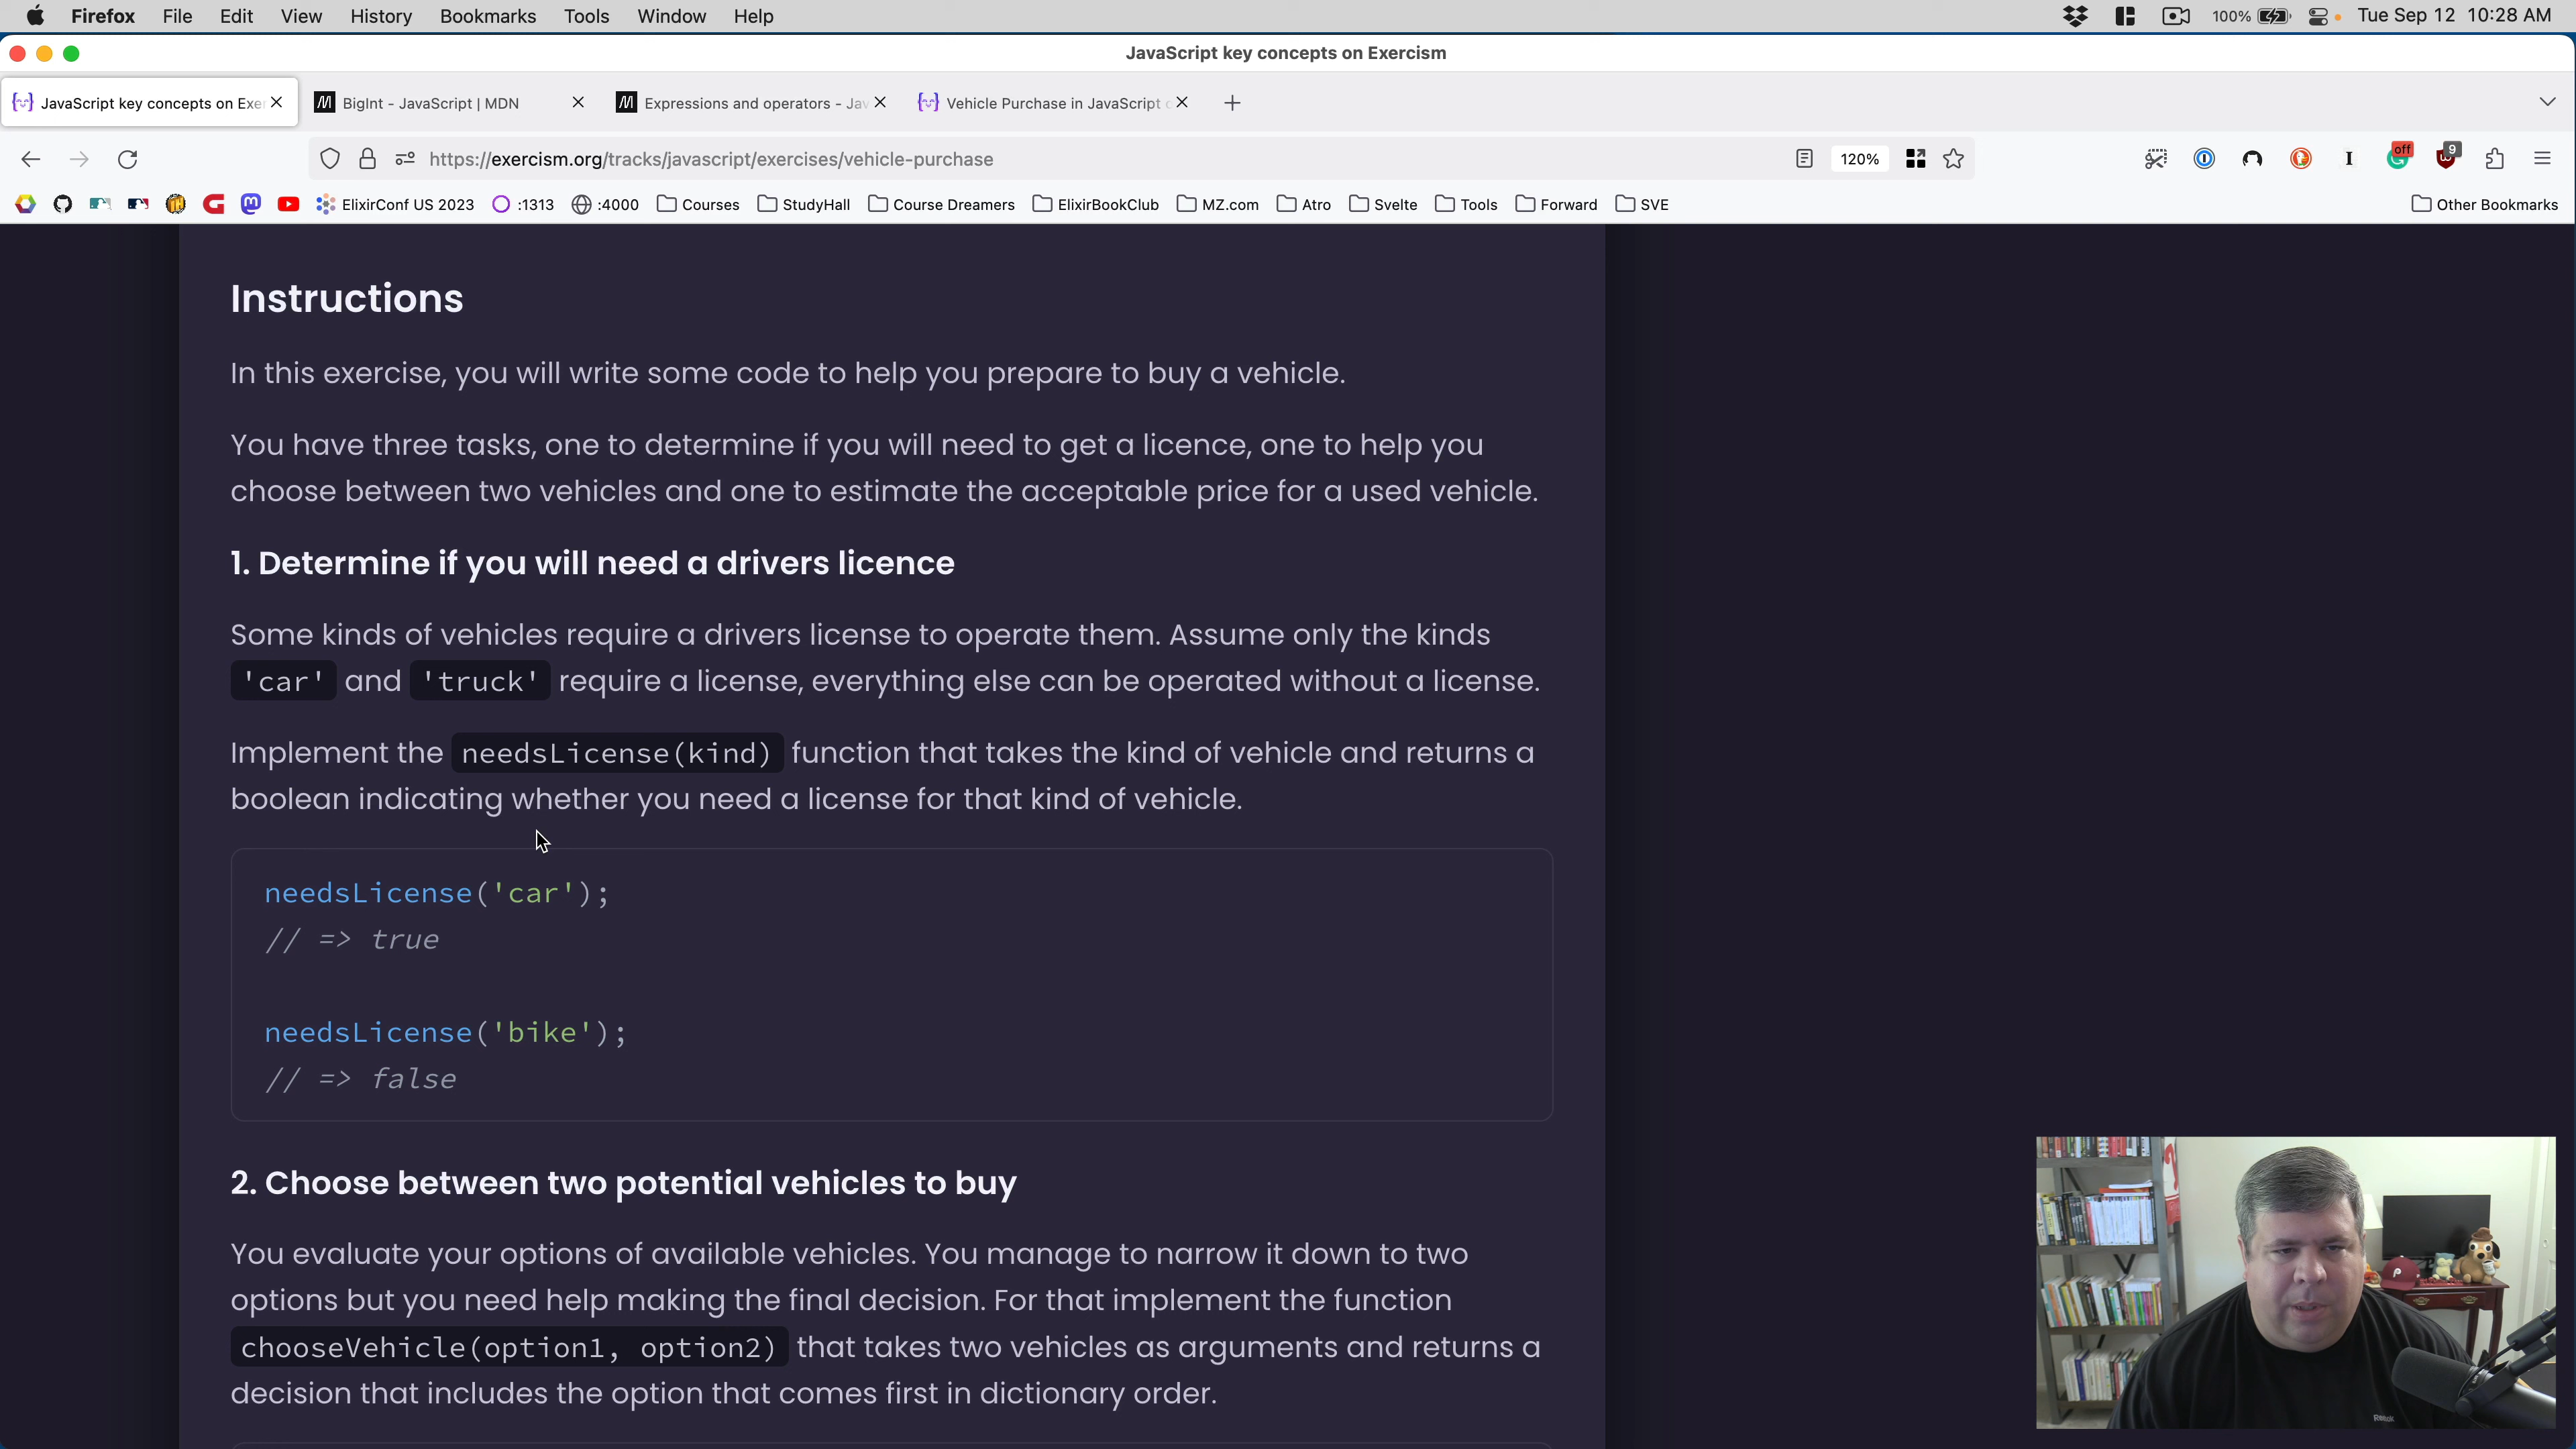 Firefox File Edit View History Bookmarks Tools Window Help 100% Tue Sep 12 10:28 AM
JavaScript key concepts on Exercism
JavaScript key concepts on Exe BigInt - JavaScript | MDN Expressions and operators - Jav Vehicle Purchase in JavaScript
https://exercism.org/tracks/javascript/exercises/vehicle-purchase 120% off 9
ElixirConf US 2023 :1313 :4000 Courses StudyHall Course Dreamers ElixirBookClub MZ.com Atro Svelte Tools Forward SVE Other Bookmarks
Instructions
In this exercise, you will write some code to help you prepare to buy a vehicle.
You have three tasks, one to determine if you will need to get a licence, one to help you
choose between two vehicles and one to estimate the acceptable price for a used vehicle.
1. Determine if you will need a drivers licence
Some kinds of vehicles require a drivers license to operate them. Assume only the kinds
'car' and 'truck' require a license, everything else can be operated without a license.
Implement the needsLicense(kind) function that takes the kind of vehicle and returns a
boolean indicating whether you need a license for that kind of vehicle.
needsLicense('car');
// => true
needsLicense('bike');
// => false
2. Choose between two potential vehicles to buy
You evaluate your options of available vehicles. You manage to narrow it down to two
options but you need help making the final decision. For that implement the function
chooseVehicle(option1, option2) that takes two vehicles as arguments and returns a
decision that includes the option that comes first in dictionary order.
Reebok